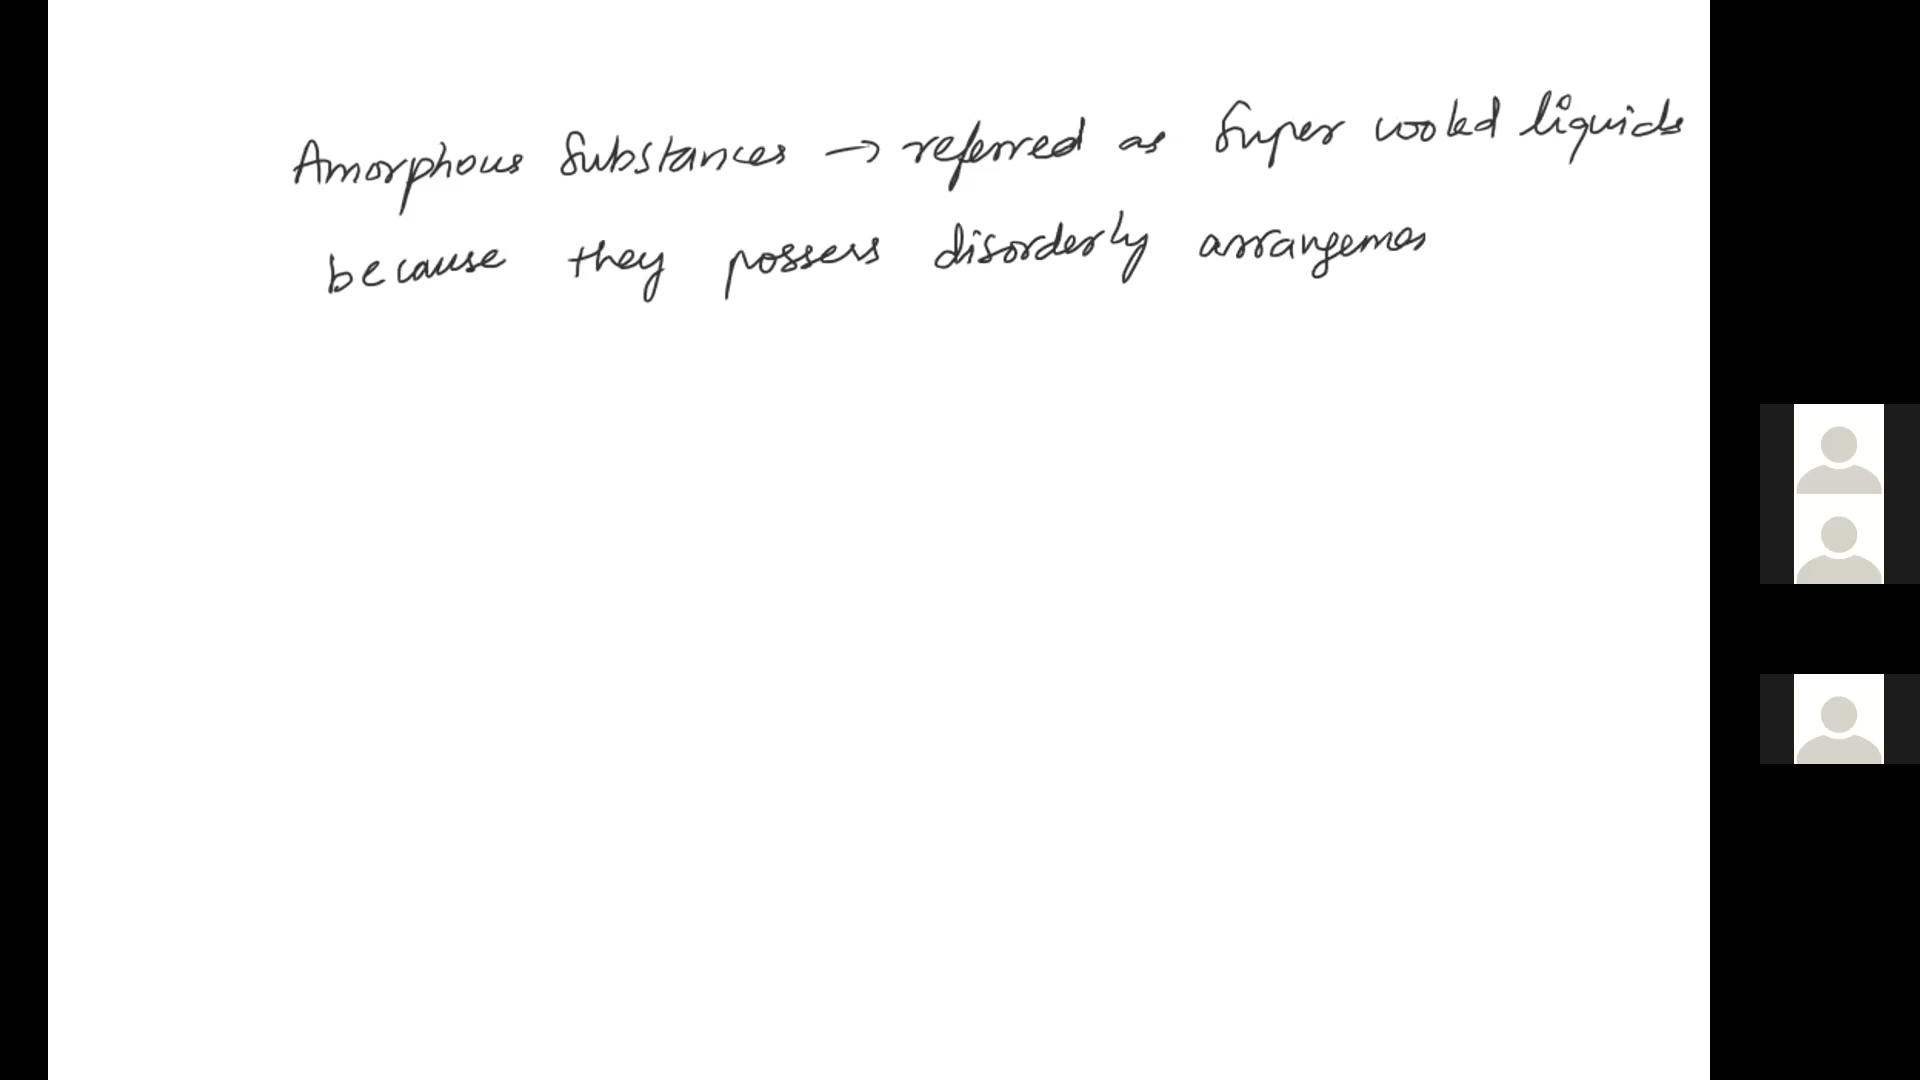 Amorphous Substances → referred as Super cooled liquids
because they possess disorderly arrangemen